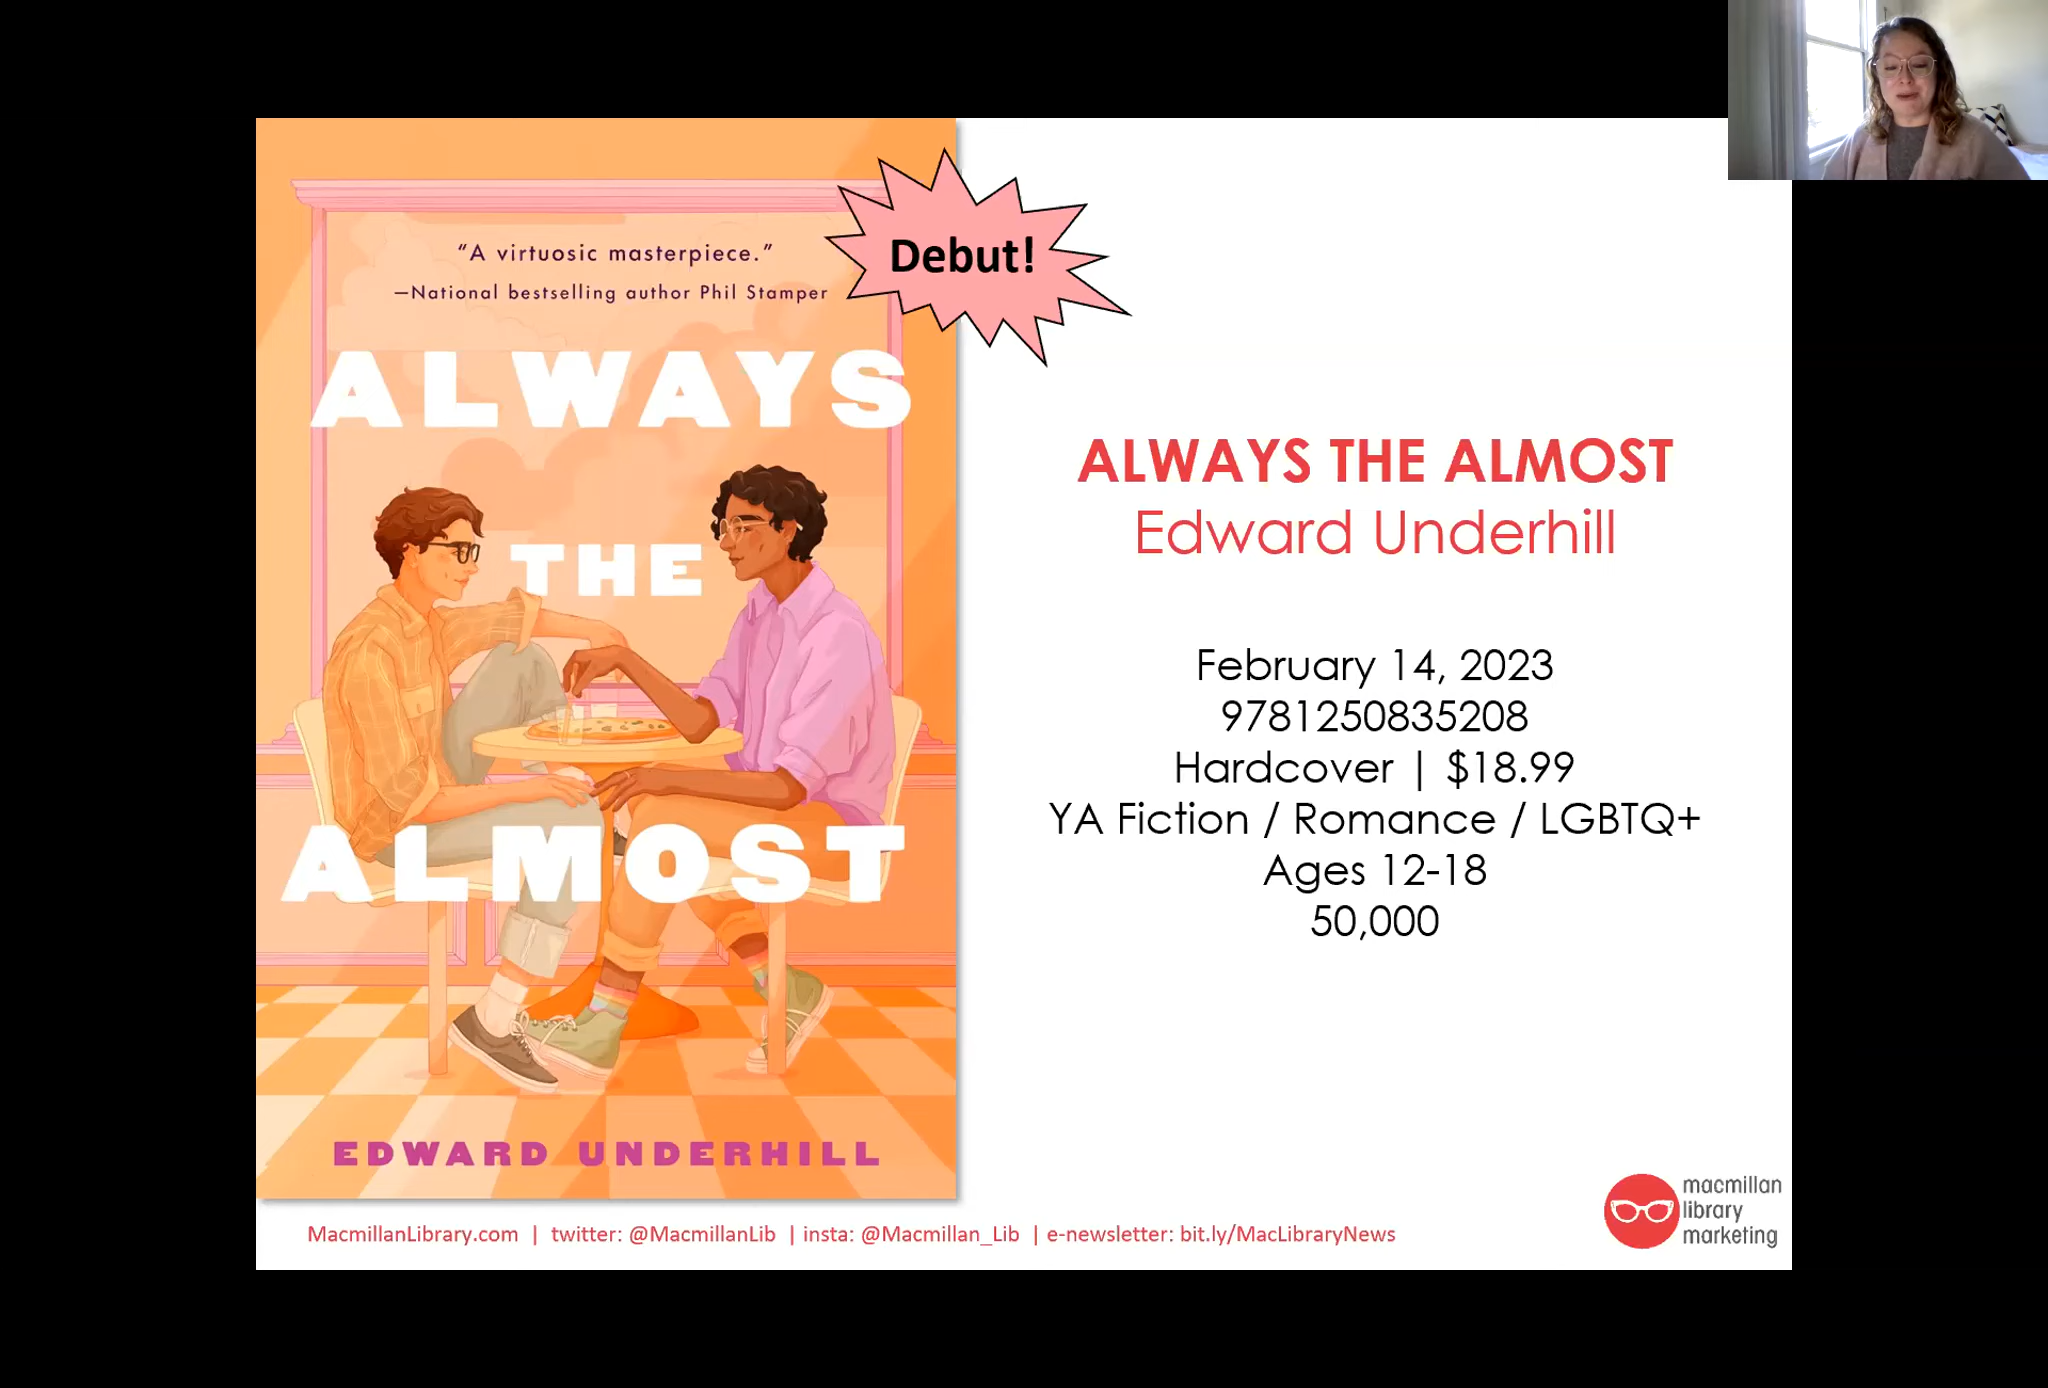 “A virtuosic masterpiece.”
—National bestselling author Phil Stamper
Debut!
ALWAYS
THE
ALMOST
EDWARD UNDERHILL
ALWAYS THE ALMOST
Edward Underhill
February 14, 2023
9781250835208
Hardcover | $18.99
YA Fiction / Romance / LGBTQ+
Ages 12-18
50,000
MacmillanLibrary.com | twitter: @MacmillanLib | insta: @Macmillan_Lib | e-newsletter: bit.ly/MacLibraryNews
macmillan
library
marketing